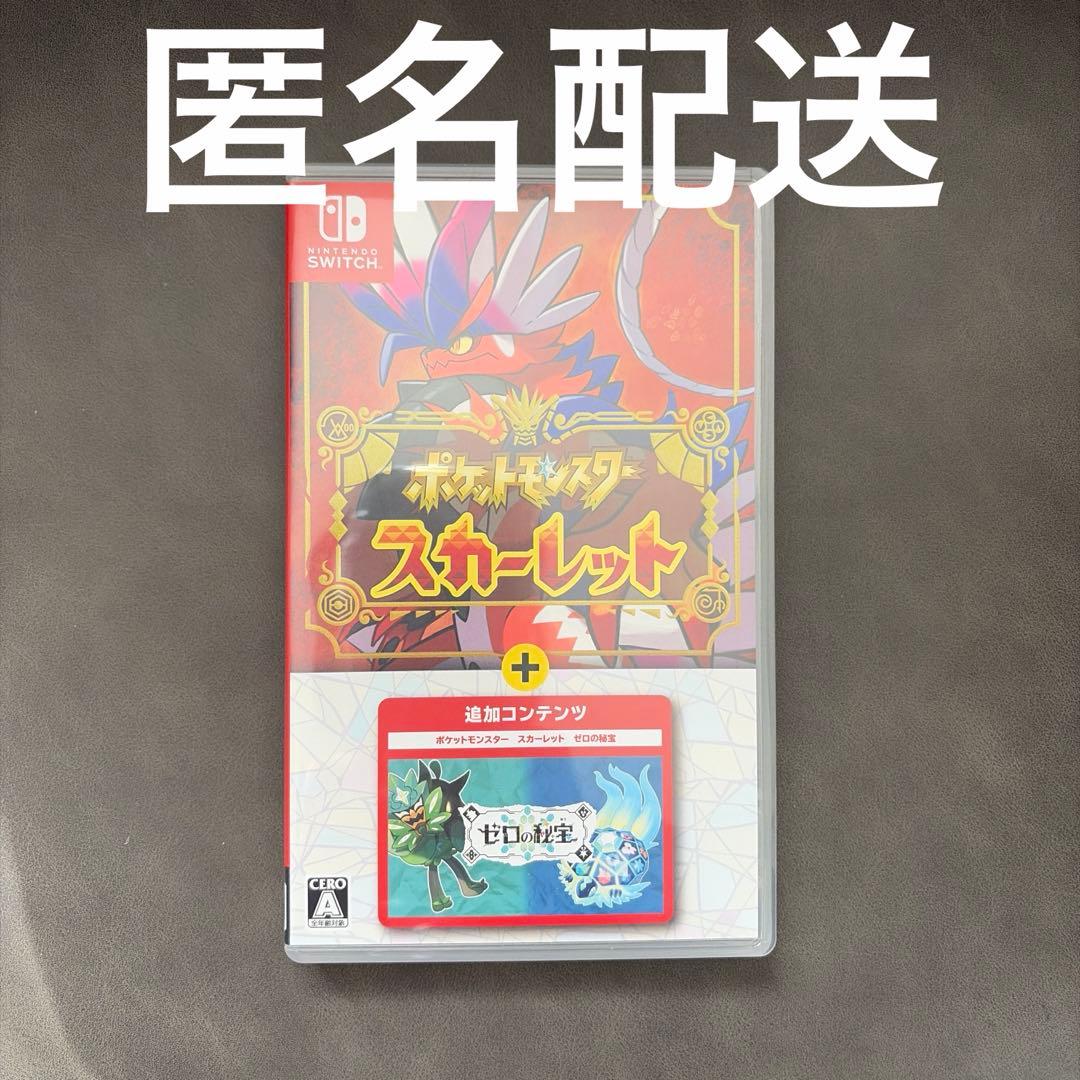 匿名配送
NINTENDO
SWITCH
ポケットモンスター
スカーレット
+
追加コンテンツ
ポケットモンスター スカーレット ゼロの秘宝
ゼロの秘宝
CERO
A
全年齢対象